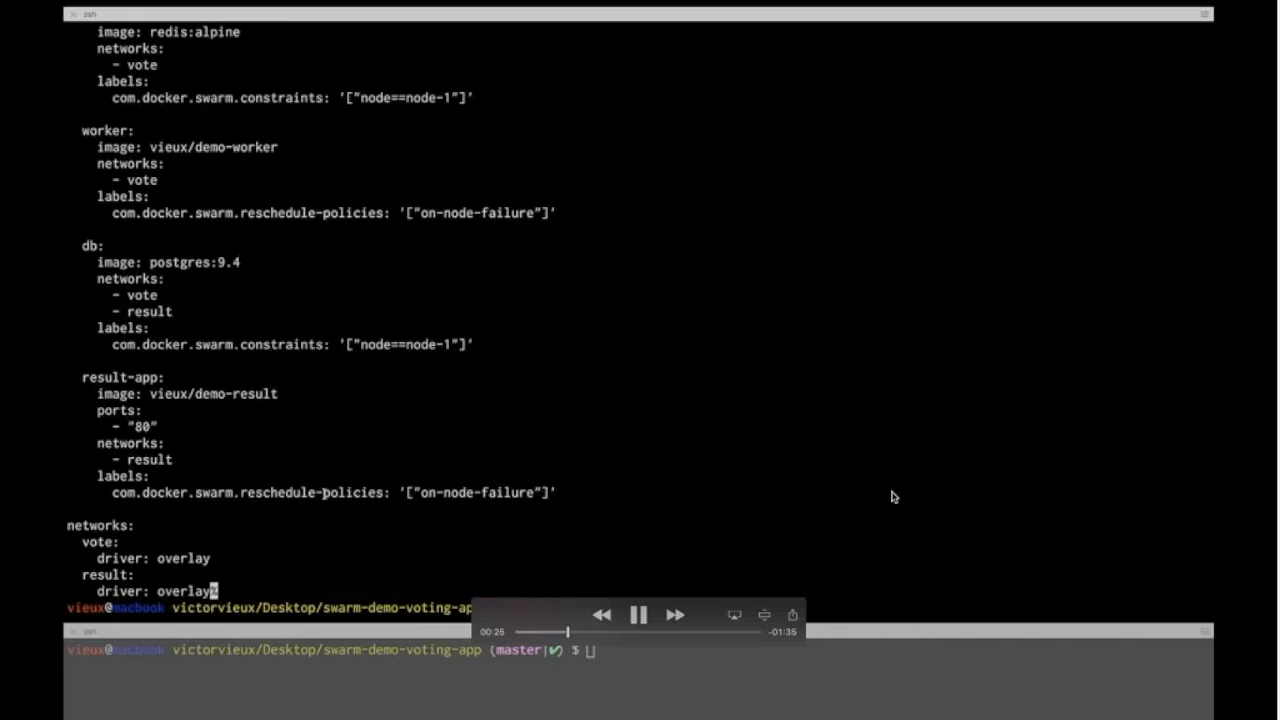 zsh
image: redis:alpine
networks:
- vote
labels:
com.docker.swarm.constraints: '["node==node-1"]'
worker:
image: vieux/demo-worker
networks:
- vote
labels:
com.docker.swarm.reschedule-policies: '["on-node-failure"]'
db:
image: postgres:9.4
networks:
- vote
- result
labels:
com.docker.swarm.constraints: '["node==node-1"]'
result-app:
image: vieux/demo-result
ports:
- "80"
networks:
- result
labels:
com.docker.swarm.reschedule-policies: '["on-node-failure"]'
networks:
vote:
driver: overlay
result:
driver: overlay%
vieux@macbook victorvieux/Desktop/swarm-demo-voting-ap
00:25 -01:35
zsh
vieux@macbook victorvieux/Desktop/swarm-demo-voting-app (master|✔) $